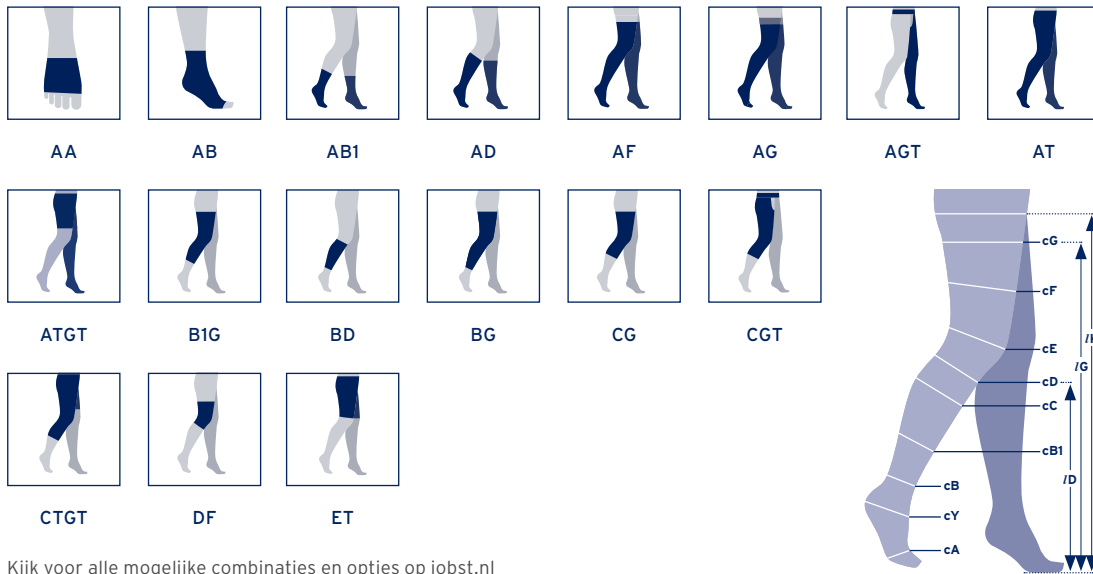 AA AB AB1 AD AF AG AGT AT
ATGT B1G BD BG CG CGT
CTGT DF ET
cG
cF
cE
lG
cD
cC
cB1
lD
cB
cY
cA
Kijk voor alle mogelijke combinaties en opties op jobst.nl